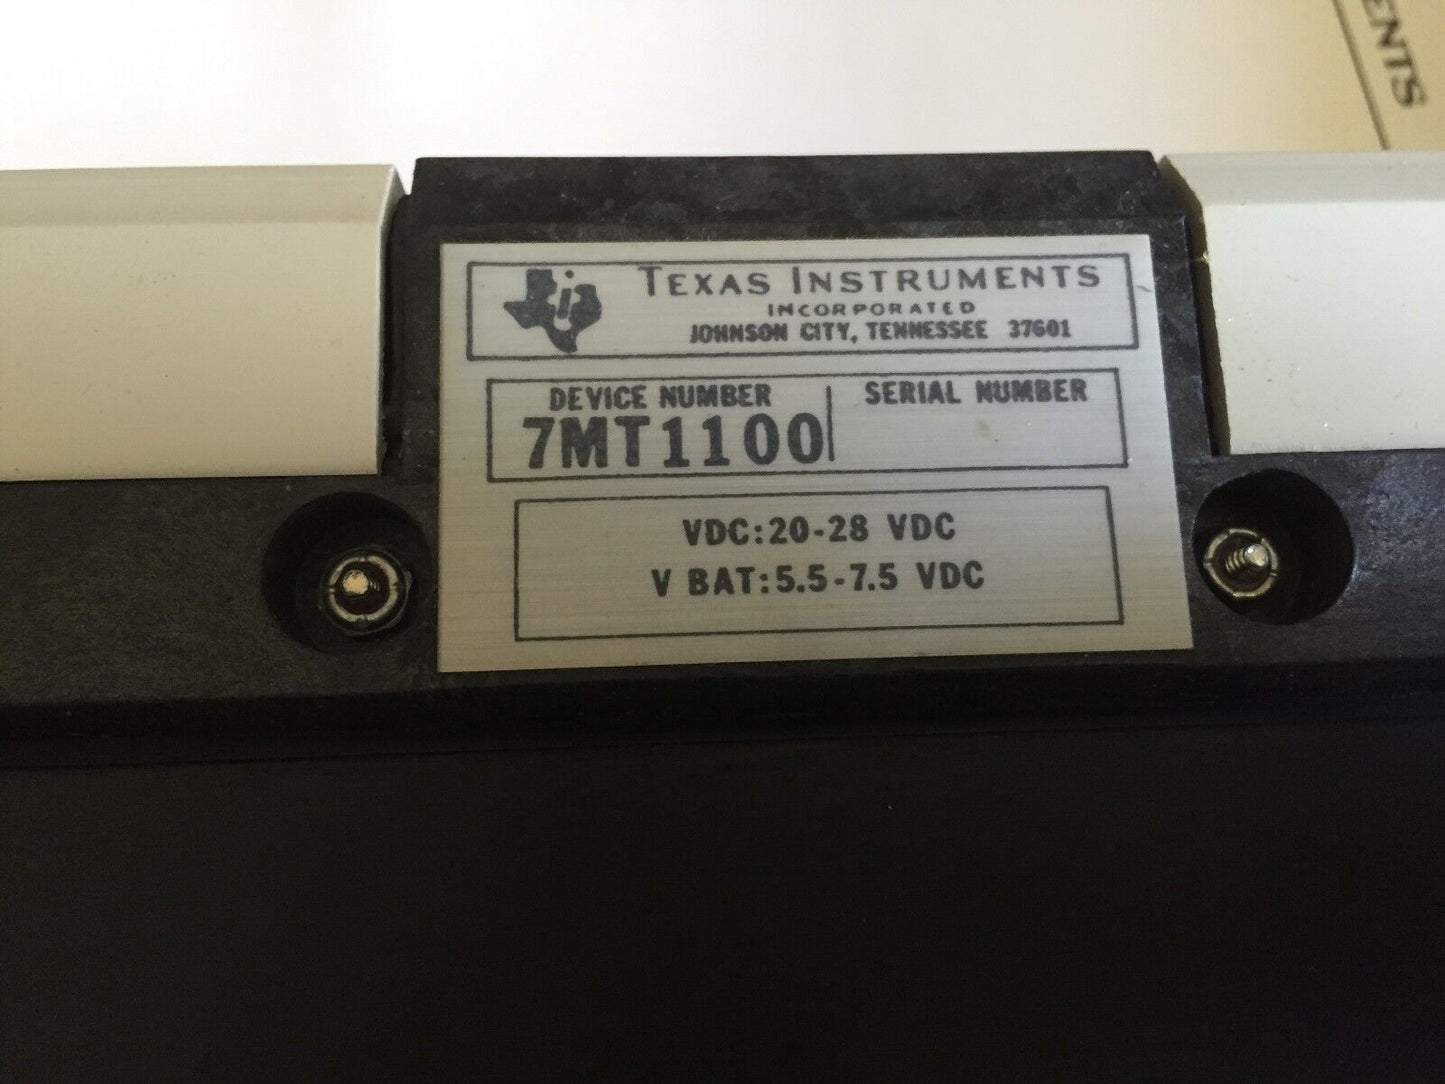 ENTS
TEXAS INSTRUMENTS
INCORPORATED
JOHNSON CITY, TENNESSEE 37601
DEVICE NUMBER
7MT1100
SERIAL NUMBER
VDC:20-28 VDC
V BAT:5.5-7.5 VDC